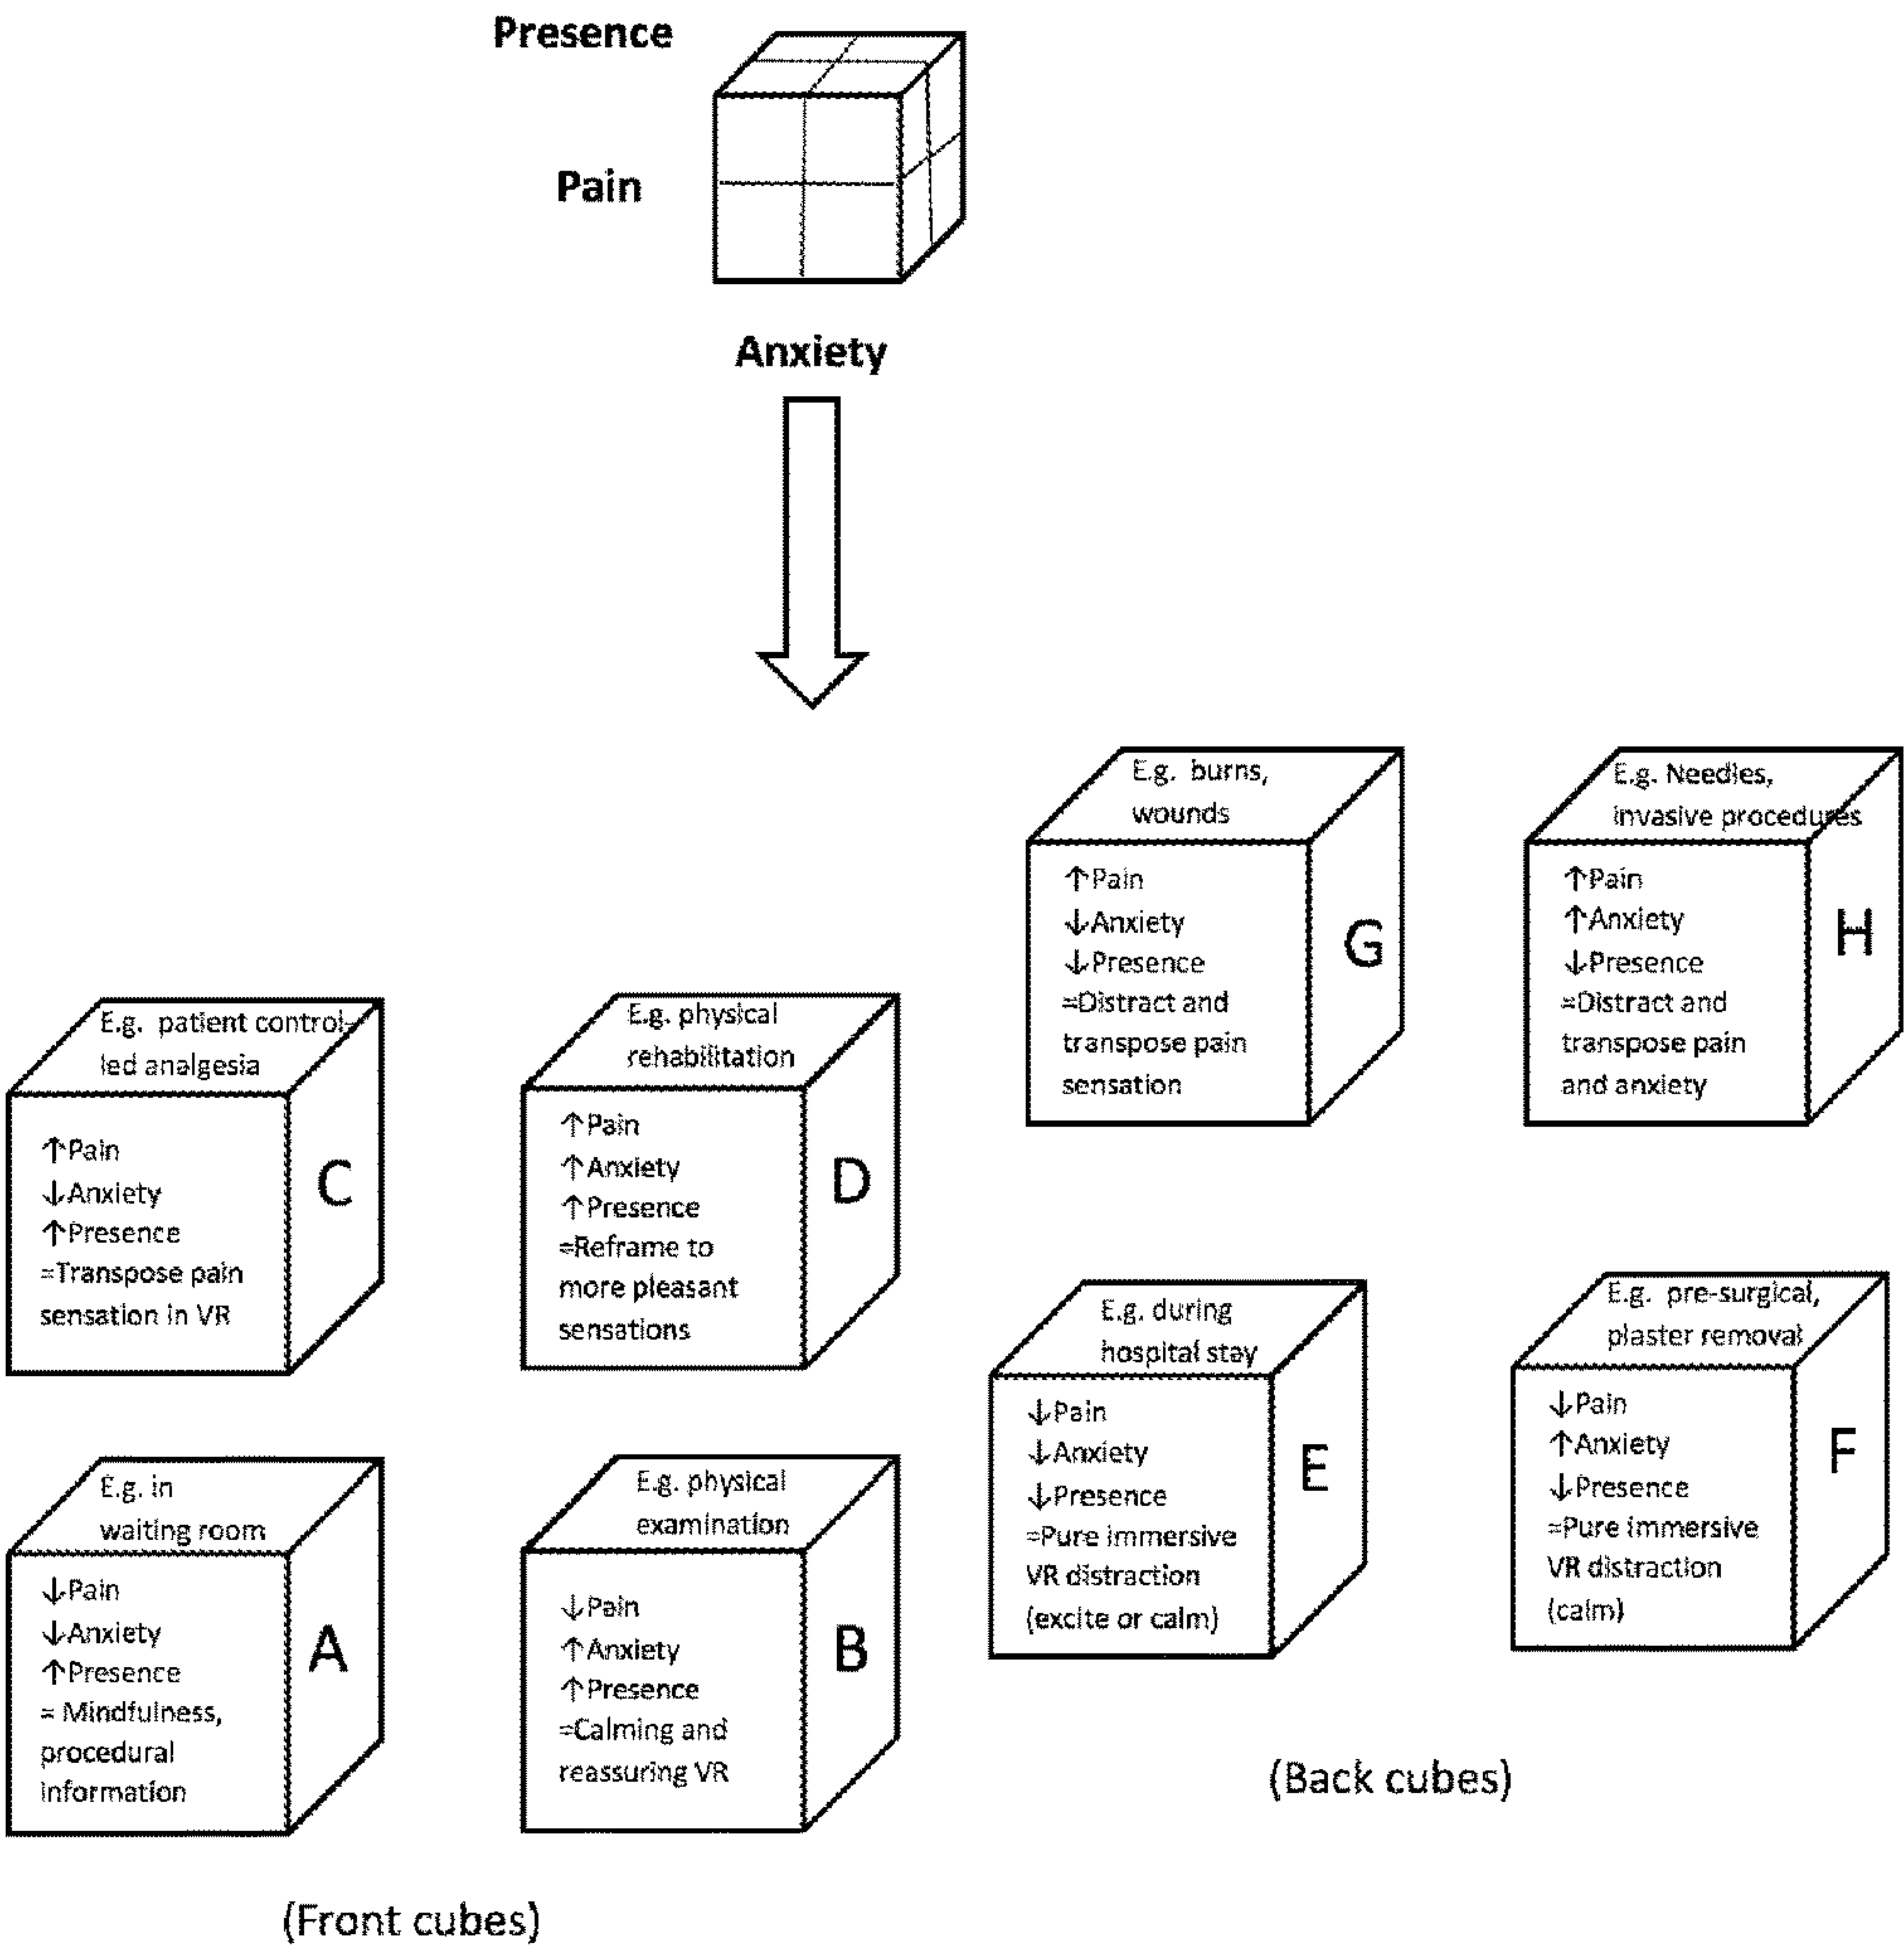 Presence
Pain
Anxiety
E.g. burns,
wounds
↑Pain
↓Anxiety
↓Presence
=Distract and
transpose pain
sensation
G
E.g. Needles,
invasive procedures
↑Pain
↑Anxiety
↓Presence
=Distract and
transpose pain
and anxiety
H
E.g. patient control-
led analgesia
↑Pain
↓Anxiety
↑Presence
=Transpose pain
sensation in VR
C
E.g. physical
rehabilitation
↑Pain
↑Anxiety
↑Presence
=Reframe to
more pleasant
sensations
D
E.g. during
hospital stay
↓Pain
↓Anxiety
↓Presence
=Pure immersive
VR distraction
(excite or calm)
E
E.g. pre-surgical,
plaster removal
↓Pain
↑Anxiety
↓Presence
=Pure immersive
VR distraction
(calm)
F
E.g. in
waiting room
↓Pain
↓Anxiety
↑Presence
= Mindfulness,
procedural
information
A
E.g. physical
examination
↓Pain
↑Anxiety
↑Presence
=Calming and
reassuring VR
B
(Back cubes)
(Front cubes)